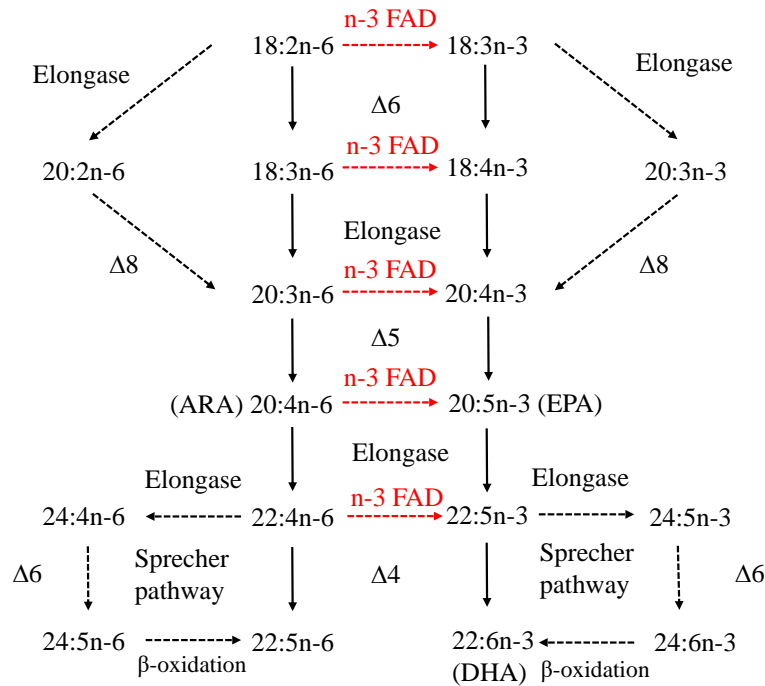 n-3 FAD
18:2n-6 18:3n-3
Elongase Elongase
Δ6
n-3 FAD
20:2n-6 18:3n-6 18:4n-3 20:3n-3
Elongase
Δ8 n-3 FAD Δ8
20:3n-6 20:4n-3
Δ5
n-3 FAD
(ARA) 20:4n-6 20:5n-3 (EPA)
Elongase
Elongase n-3 FAD Elongase
24:4n-6 22:4n-6 22:5n-3 24:5n-3
Δ6 Sprecher Δ4 Sprecher Δ6
pathway pathway
24:5n-6 22:5n-6 22:6n-3 24:6n-3
β-oxidation (DHA) β-oxidation